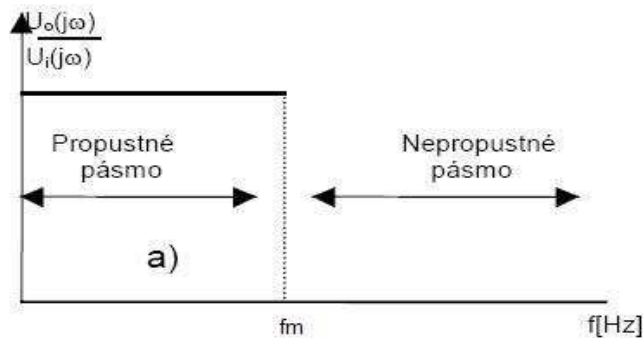 Uₒ(jω)
Uᵢ(jω)
Propustné
pásmo
Nepropustné
pásmo
a)
fm
f[Hz]